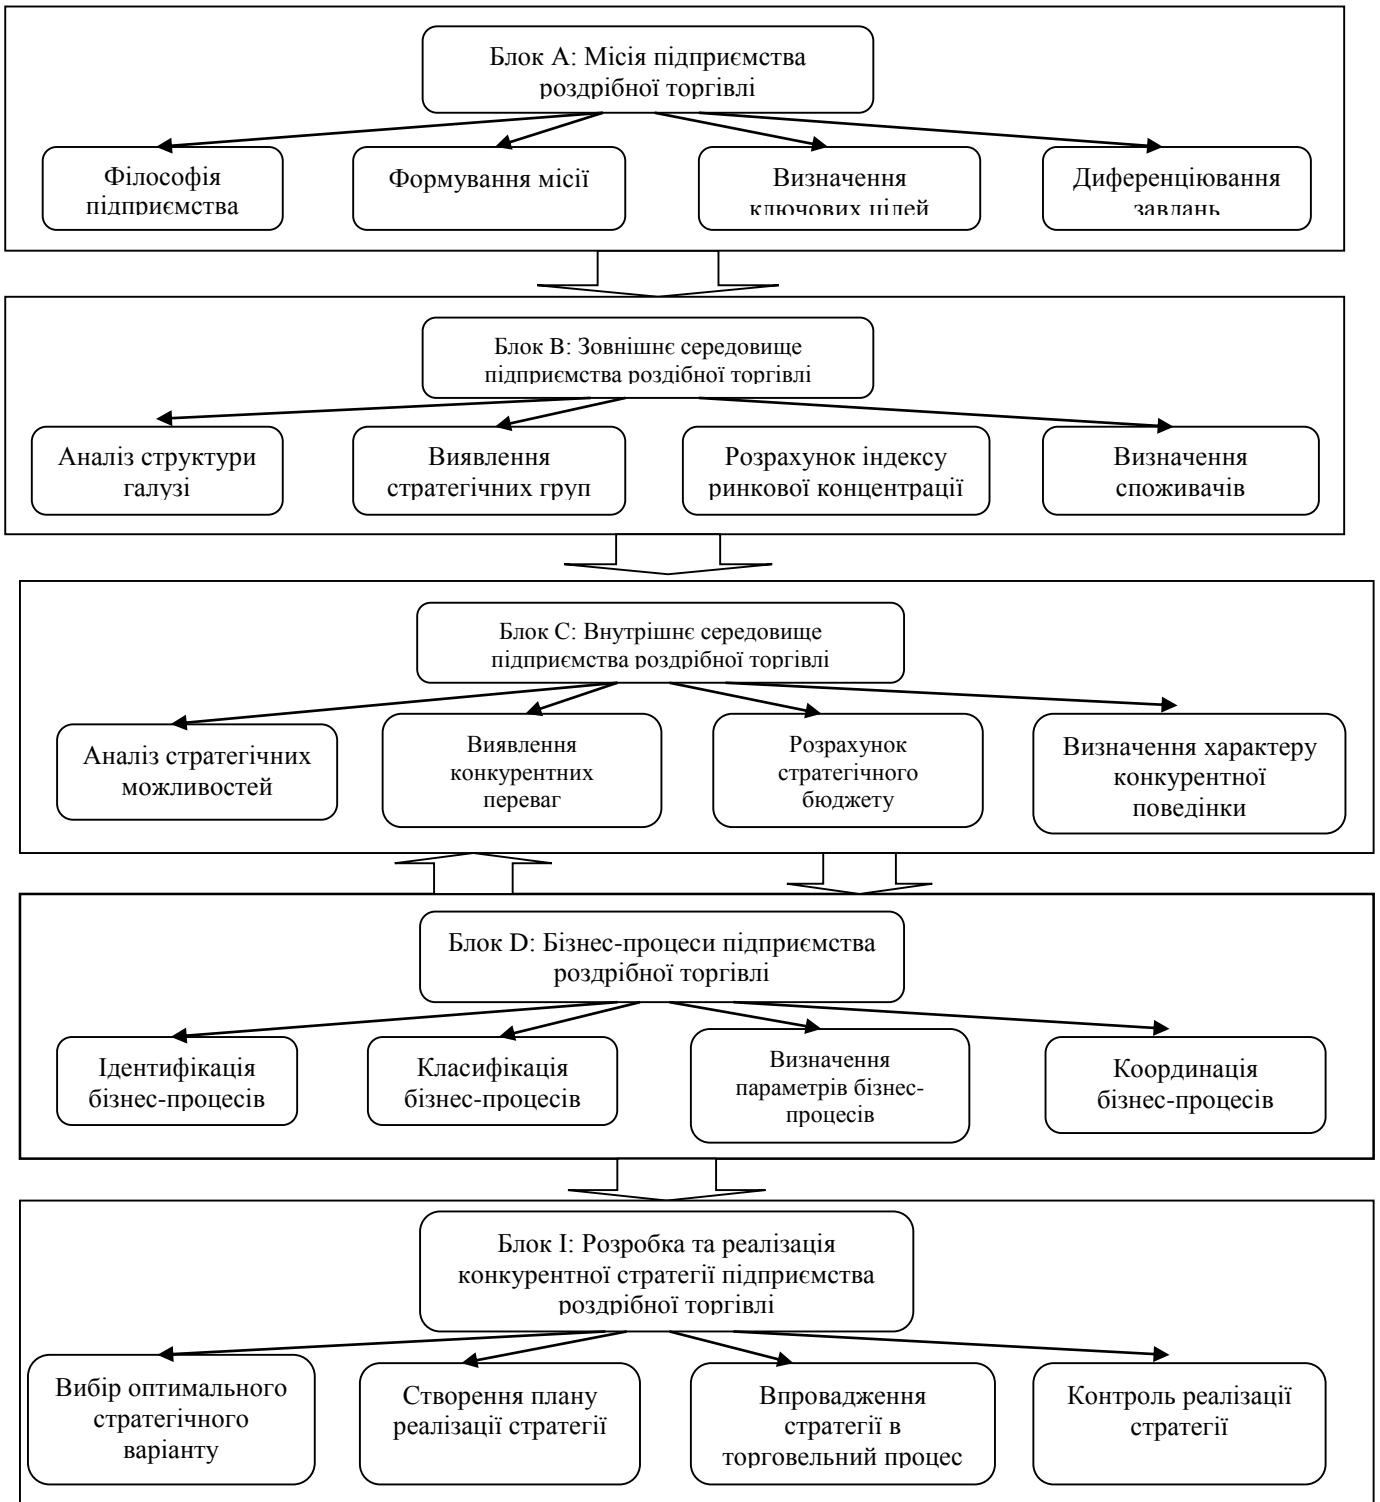 Блок А: Місія підприємства
роздрібної торгівлі
Філософія
підприємства
Формування місії
Визначення
ключових цілей
Диференціювання
завдань
Блок В: Зовнішнє середовище
підприємства роздібної торгівлі
Аналіз структури
галузі
Виявлення
стратегічних груп
Розрахунок індексу
ринкової концентрації
Визначення
споживачів
Блок С: Внутрішнє середовище
підприємства роздрібної торгівлі
Аналіз стратегічних
можливостей
Виявлення
конкурентних
переваг
Розрахунок
стратегічного
бюджету
Визначення характеру
конкурентної
поведінки
Блок D: Бізнес-процеси підприємства
роздрібної торгівлі
Ідентифікація
бізнес-процесів
Класифікація
бізнес-процесів
Визначення
параметрів бізнес-
процесів
Координація
бізнес-процесів
Блок І: Розробка та реалізація
конкурентної стратегії підприємства
роздрібної торгівлі
Вибір оптимального
стратегічного
варіанту
Створення плану
реалізації стратегії
Впровадження
стратегії в
торговельний процес
Контроль реалізації
стратегії